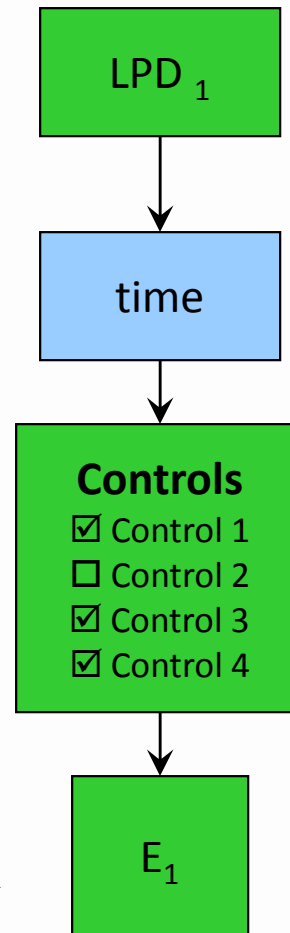 LPD 1
time
Controls
☑ Control 1
☐ Control 2
☑ Control 3
☑ Control 4
E1